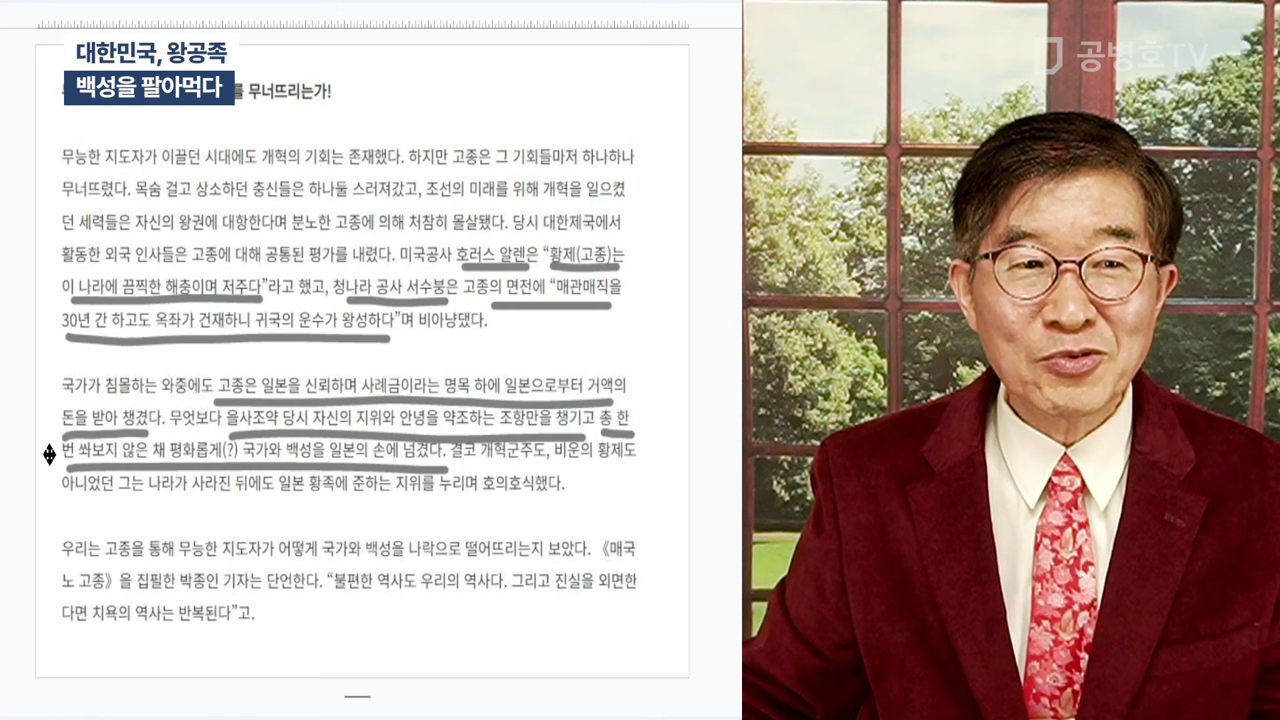 대한민국, 왕공족
백성을 팔아먹다
를 무너뜨리는가!
공병호TV
무능한 지도자가 이끌던 시대에도 개혁의 기회는 존재했다. 하지만 고종은 그 기회들마저 하나하나
무너뜨렸다. 목숨 걸고 상소하던 충신들은 하나둘 스러져갔고, 조선의 미래를 위해 개혁을 일으켰
던 세력들은 자신의 왕권에 대항한다며 분노한 고종에 의해 처참히 몰살됐다. 당시 대한제국에서
활동한 외국 인사들은 고종에 대해 공통된 평가를 내렸다. 미국공사 호러스 알렌은 “황제(고종)는
이 나라에 끔찍한 해충이며 저주다”라고 했고, 청나라 공사 서수붕은 고종의 면전에 “매관매직을
30년 간 하고도 옥좌가 건재하니 귀국의 운수가 왕성하다”며 비아냥댔다.
국가가 침몰하는 와중에도 고종은 일본을 신뢰하며 사례금이라는 명목 하에 일본으로부터 거액의
돈을 받아 챙겼다. 무엇보다 을사조약 당시 자신의 지위와 안녕을 약조하는 조항만을 챙기고 총 한
번 쏴보지 않은 채 평화롭게(?) 국가와 백성을 일본의 손에 넘겼다. 결코 개혁군주도, 비운의 황제도
아니었던 그는 나라가 사라진 뒤에도 일본 황족에 준하는 지위를 누리며 호의호식했다.
우리는 고종을 통해 무능한 지도자가 어떻게 국가와 백성을 나락으로 떨어뜨리는지 보았다. 《매국
노 고종》을 집필한 박종인 기자는 단언한다. “불편한 역사도 우리의 역사다. 그리고 진실을 외면한
다면 치욕의 역사는 반복된다”고.